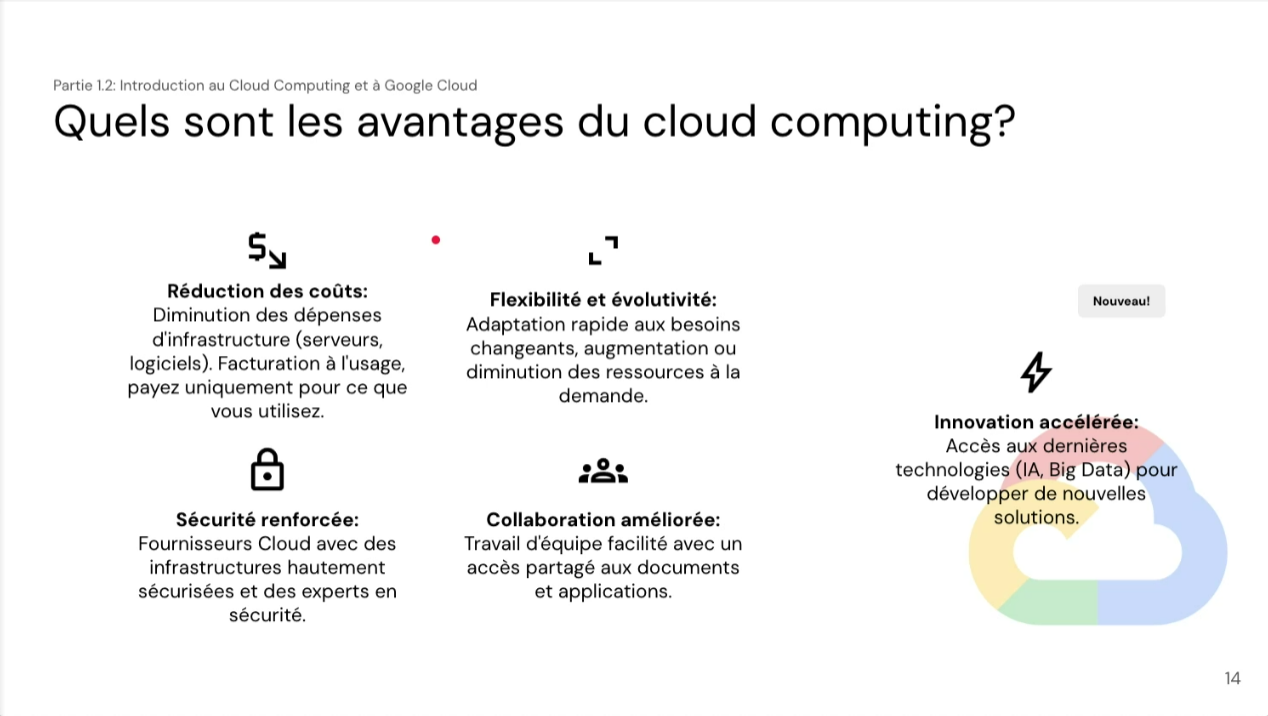 Partie 1.2: Introduction au Cloud Computing et à Google Cloud
Quels sont les avantages du cloud computing?
Réduction des coûts:
Diminution des dépenses
d'infrastructure (serveurs,
logiciels). Facturation à l'usage,
payez uniquement pour ce que
vous utilisez.
Flexibilité et évolutivité:
Adaptation rapide aux besoins
changeants, augmentation ou
diminution des ressources à la
demande.
Sécurité renforcée:
Fournisseurs Cloud avec des
infrastructures hautement
sécurisées et des experts en
sécurité.
Collaboration améliorée:
Travail d'équipe facilité avec un
accès partagé aux documents
et applications.
Nouveau!
Innovation accélérée:
Accès aux dernières
technologies (IA, Big Data) pour
développer de nouvelles
solutions.
14